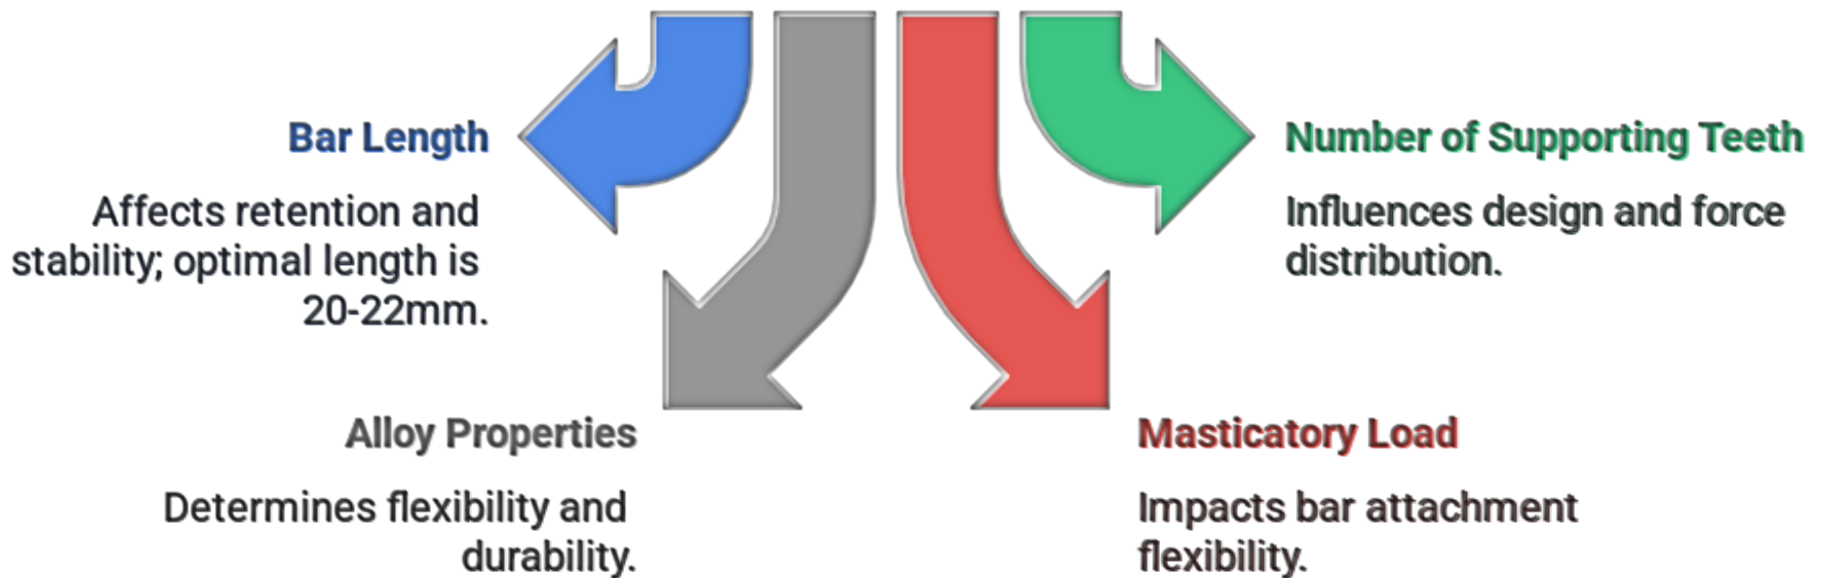 Bar Length
Affects retention and
stability; optimal length is
20-22mm.
Number of Supporting Teeth
Influences design and force
distribution.
Alloy Properties
Determines flexibility and
durability.
Masticatory Load
Impacts bar attachment
flexibility.